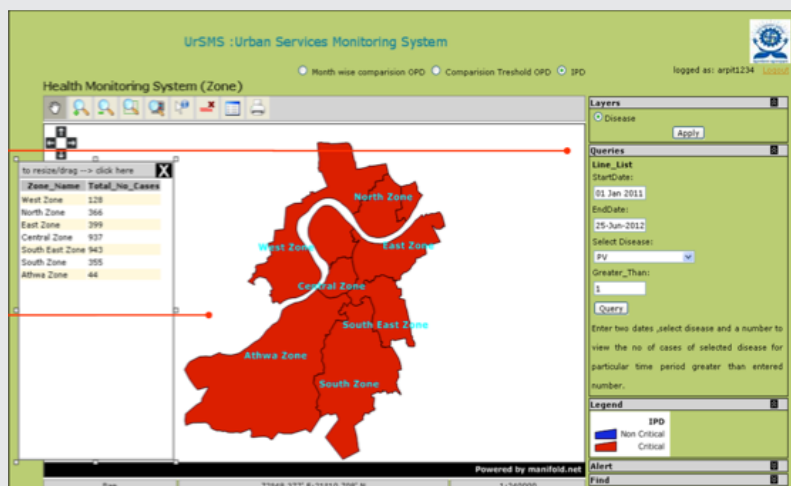 UrSMS :Urban Services Monitoring System
Month wise comparision OPD Comparision Treshold OPD IPD
logged as: arpit1234 Logout
Health Monitoring System (Zone)
to resize/drag --> click here X
Zone_Name Total_No_Cases
West Zone 128
North Zone 366
East Zone 399
Central Zone 937
South East Zone 943
South Zone 355
Athwa Zone 44
North Zone
West Zone
East Zone
Central Zone
South East Zone
Athwa Zone
South Zone
Powered by manifold.net
Layers
Disease
Apply
Queries
Line_List
StartDate:
01 Jan 2011
EndDate:
25-Jun-2012
Select Disease:
PV
Greater_Than:
1
Query
Enter two dates ,select disease and a number to
view the no of cases of selected disease for
particular time period greater than entered
number.
Legend
IPD
Non Critical
Critical
Alert
Find